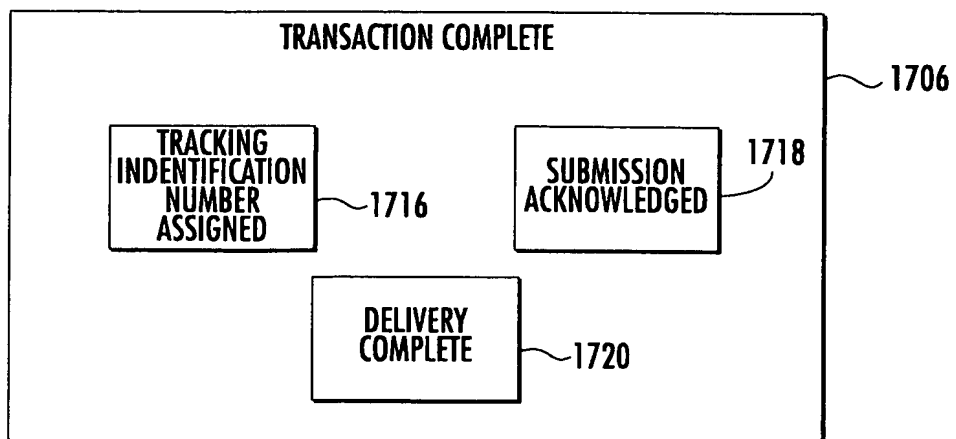 TRANSACTION COMPLETE
1706
TRACKING
INDENTIFICATION
NUMBER
ASSIGNED
1716
SUBMISSION
ACKNOWLEDGED
1718
DELIVERY
COMPLETE
1720